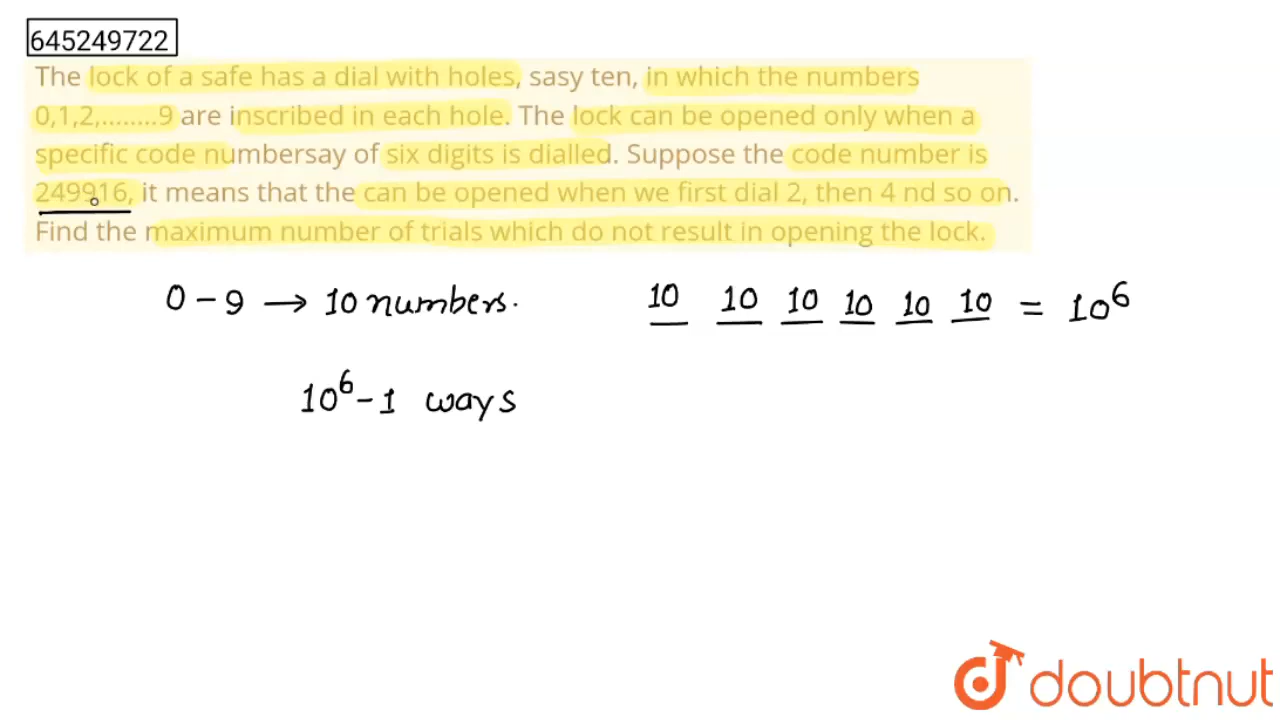 645249722
The lock of a safe has a dial with holes, sasy ten, in which the numbers
0,1,2,........9 are inscribed in each hole. The lock can be opened only when a
specific code numbersay of six digits is dialled. Suppose the code number is
249916, it means that the can be opened when we first dial 2, then 4 nd so on.
Find the maximum number of trials which do not result in opening the lock.
0 - 9 → 10 numbers.
10 10 10 10 10 10 = 10⁶
10⁶ - 1 ways
doubtnut